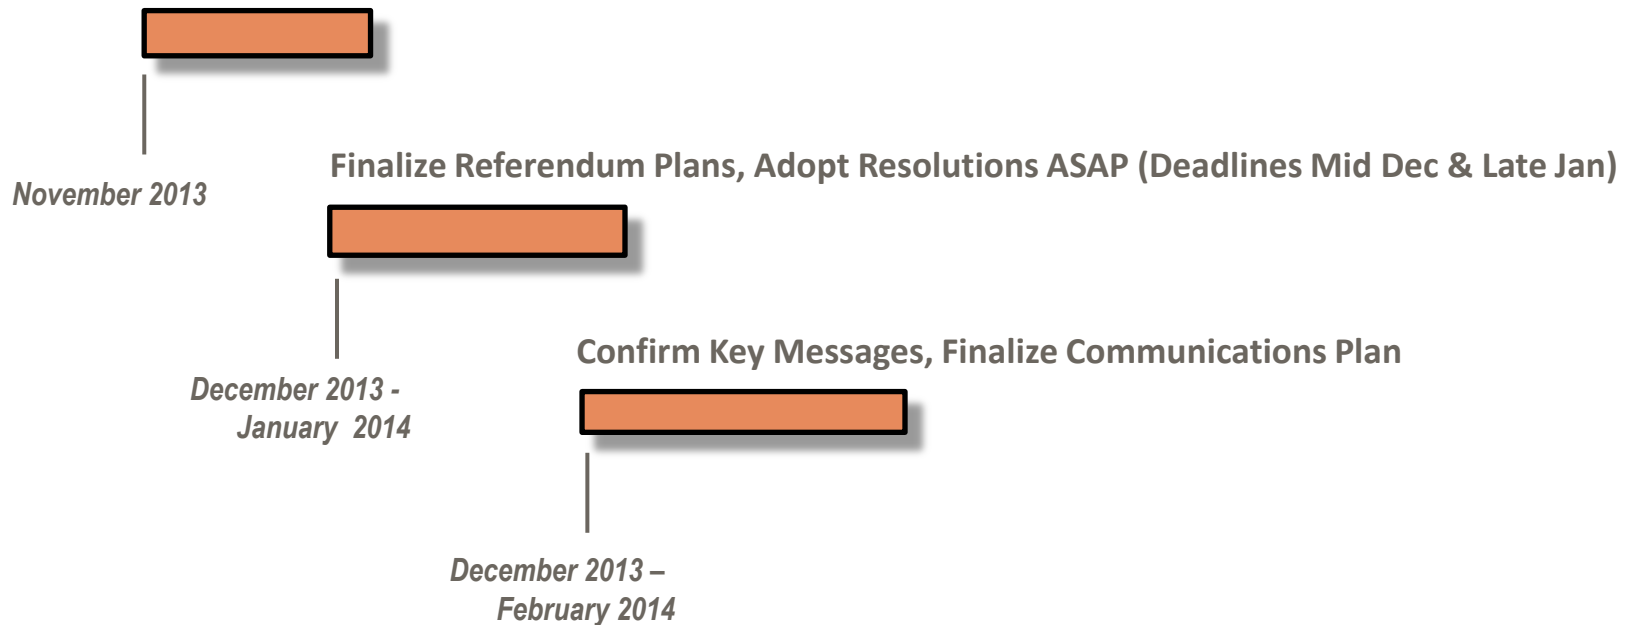 Finalize Referendum Plans, Adopt Resolutions ASAP (Deadlines Mid Dec & Late Jan)
November 2013
Confirm Key Messages, Finalize Communications Plan
December 2013 -
January 2014
December 2013 –
February 2014